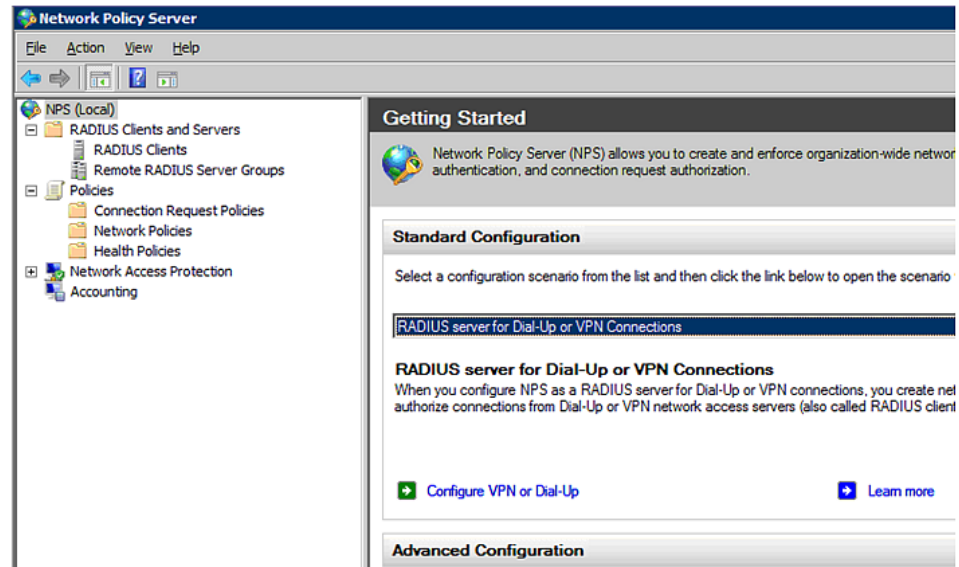 Network Policy Server
File Action View Help
NPS (Local)
RADIUS Clients and Servers
RADIUS Clients
Remote RADIUS Server Groups
Policies
Connection Request Policies
Network Policies
Health Policies
Network Access Protection
Accounting
Getting Started
Network Policy Server (NPS) allows you to create and enforce organization-wide networ
authentication, and connection request authorization.
Standard Configuration
Select a configuration scenario from the list and then click the link below to open the scenario
RADIUS server for Dial-Up or VPN Connections
RADIUS server for Dial-Up or VPN Connections
When you configure NPS as a RADIUS server for Dial-Up or VPN connections, you create net
authorize connections from Dial-Up or VPN network access servers (also called RADIUS client
Configure VPN or Dial-Up
Learn more
Advanced Configuration